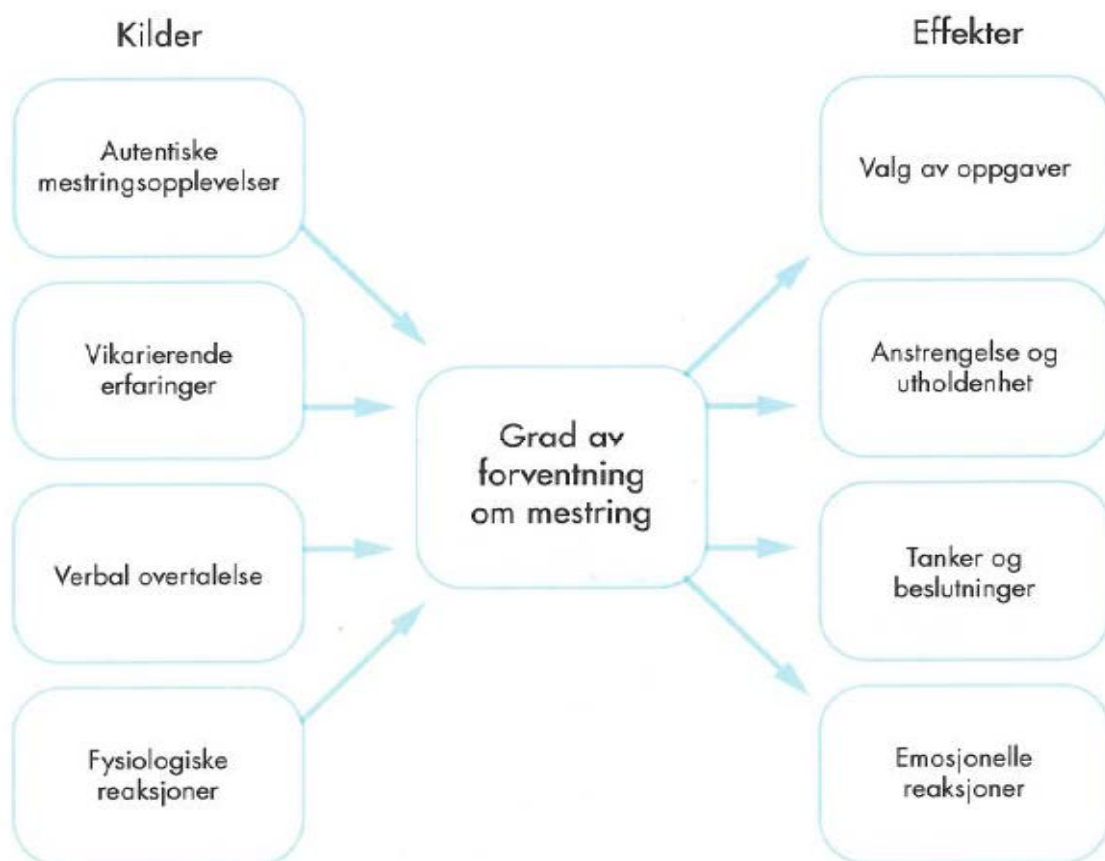 Kilder
Autentiske
mestringsopplevelser
Vikarierende
erfaringer
Verbal overtalelse
Fysiologiske
reaksjoner
Grad av
forventning
om mestring
Effekter
Valg av oppgaver
Anstrengelse og
utholdenhet
Tanker og
beslutninger
Emosjonelle
reaksjoner